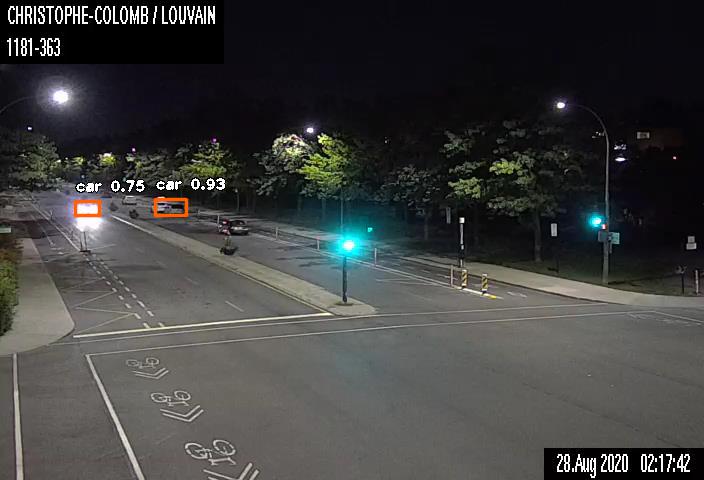 CHRISTOPHE-COLOMB / LOUVAIN
1181-363
car 0.75
car 0.93
28.Aug 2020 02:17:42